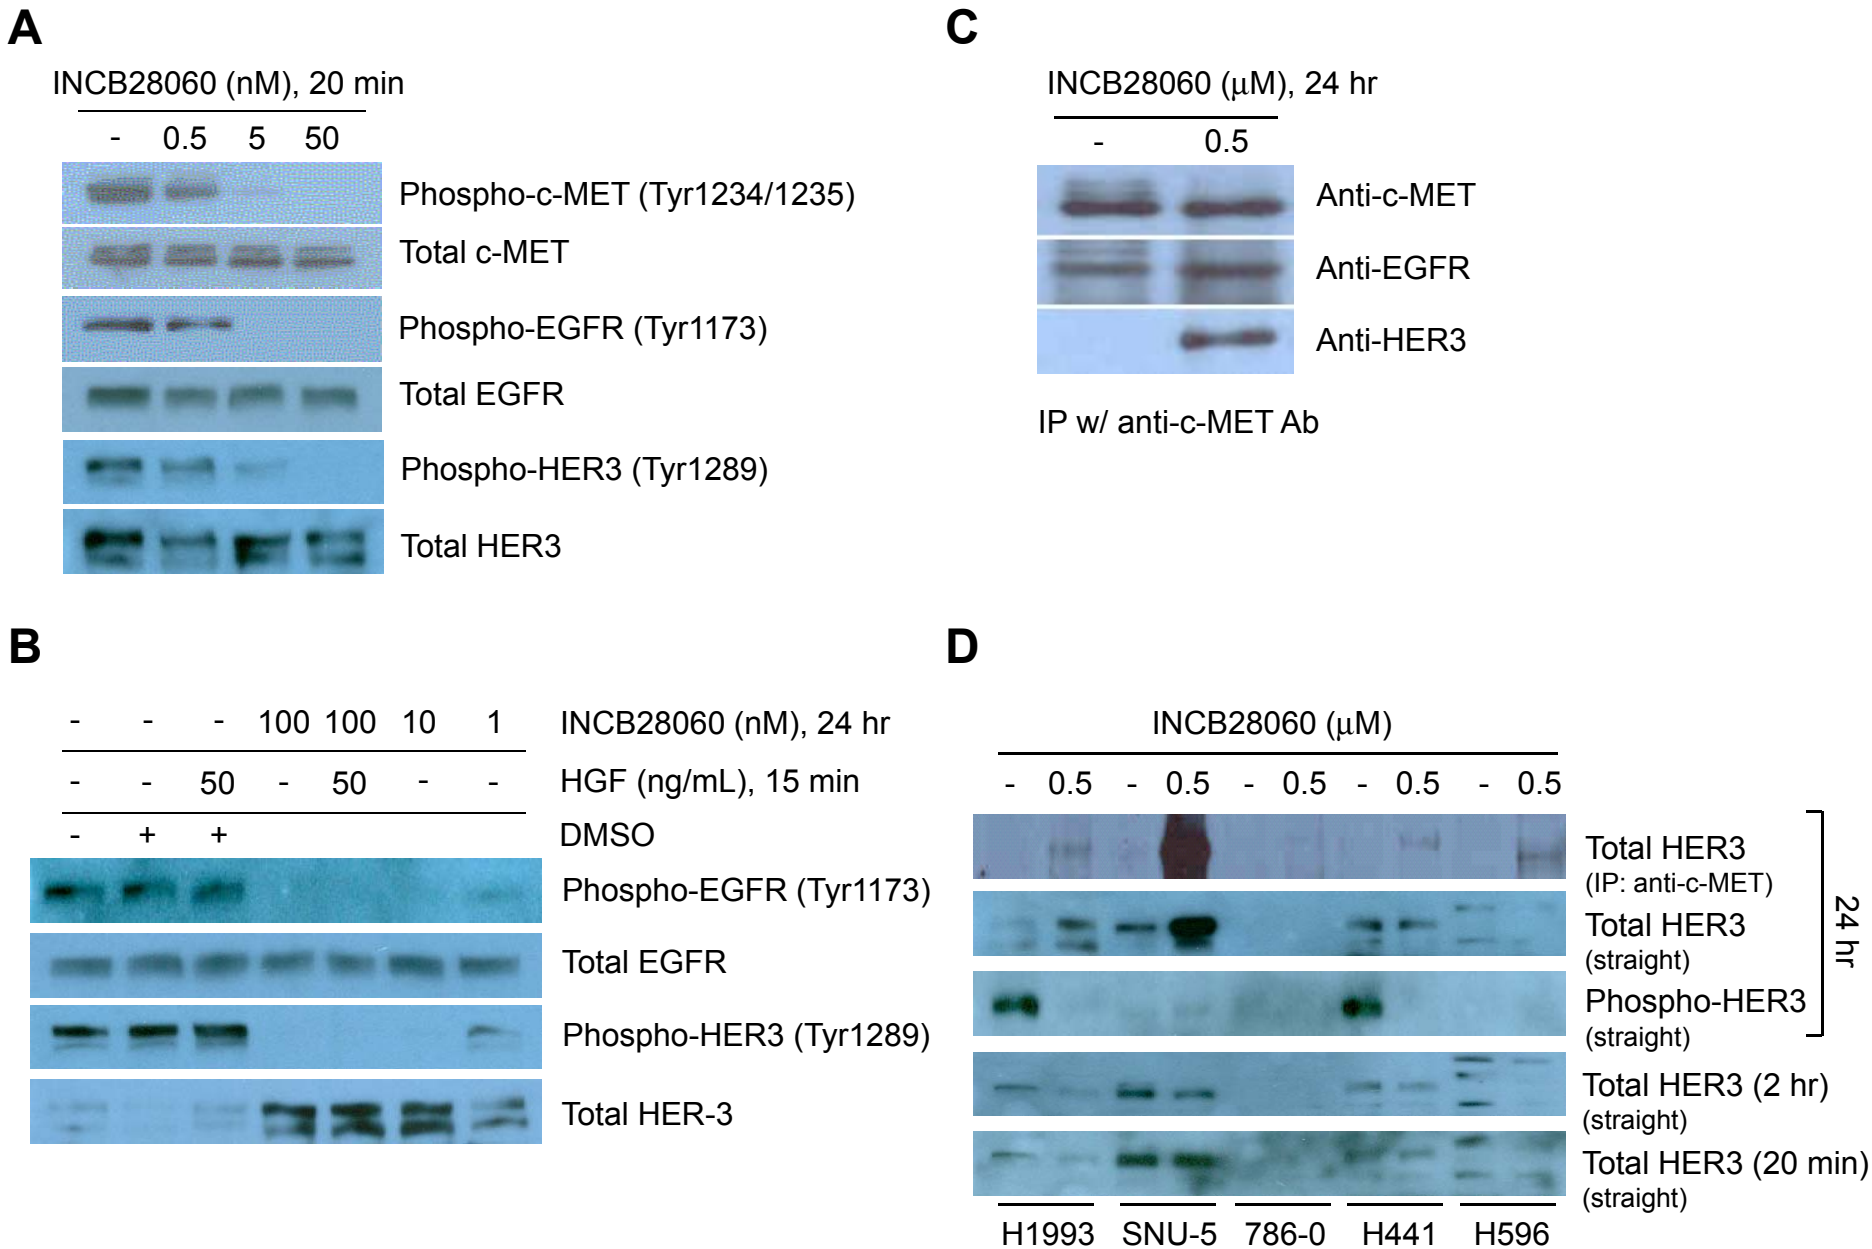 A
INCB28060 (nM), 20 min
- 0.5 5 50
Phospho-c-MET (Tyr1234/1235)
Total c-MET
Phospho-EGFR (Tyr1173)
Total EGFR
Phospho-HER3 (Tyr1289)
Total HER3
B
- - - 100 100 10 1 INCB28060 (nM), 24 hr
- - 50 - 50 - - HGF (ng/mL), 15 min
- + + DMSO
Phospho-EGFR (Tyr1173)
Total EGFR
Phospho-HER3 (Tyr1289)
Total HER-3
C
INCB28060 (μM), 24 hr
- 0.5
Anti-c-MET
Anti-EGFR
Anti-HER3
IP w/ anti-c-MET Ab
D
INCB28060 (μM)
- 0.5 - 0.5 - 0.5 - 0.5 - 0.5
Total HER3
(IP: anti-c-MET)
Total HER3
(straight)
Phospho-HER3
(straight)
24 hr
Total HER3 (2 hr)
(straight)
Total HER3 (20 min)
(straight)
H1993 SNU-5 786-0 H441 H596